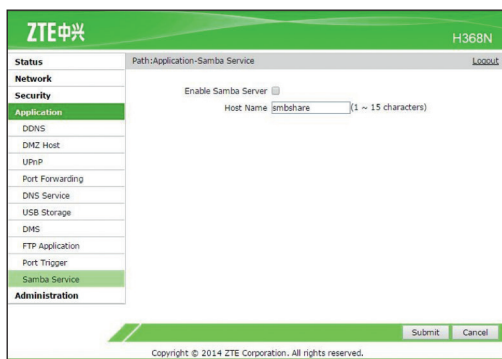 ZTE中兴
H368N
Status
Network
Security
Application
DDNS
DMZ Host
UPnP
Port Forwarding
DNS Service
USB Storage
DMS
FTP Application
Port Trigger
Samba Service
Administration
Path:Application-Samba Service
Logout
Enable Samba Server
Host Name smbshare (1 ~ 15 characters)
Submit Cancel
Copyright © 2014 ZTE Corporation. All rights reserved.